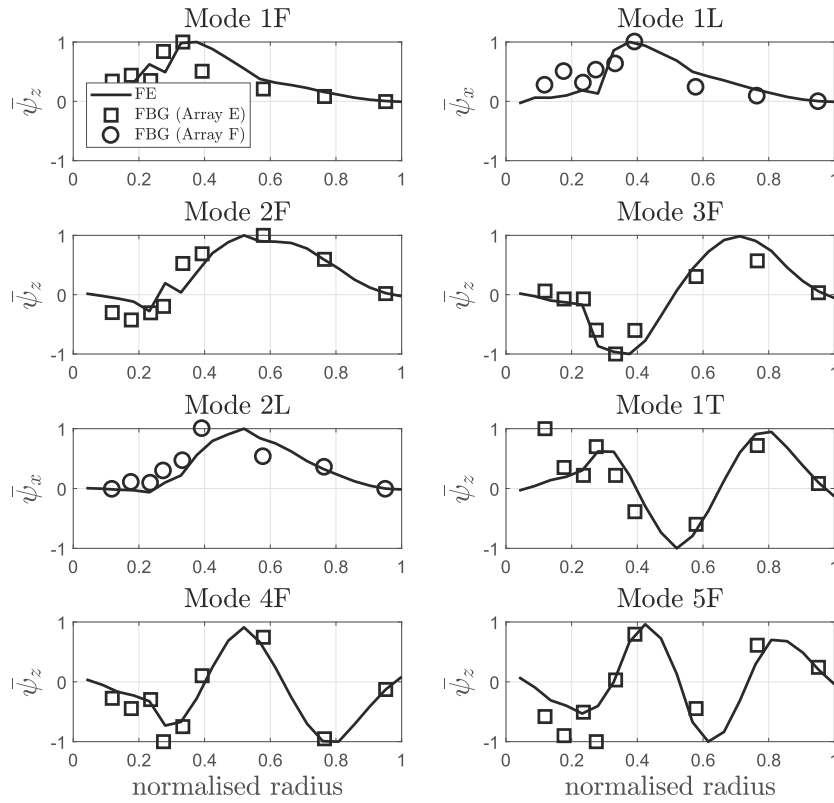 Mode 1F
1
0
-1
ψ̄z
FE
FBG (Array E)
FBG (Array F)
0 0.2 0.4 0.6 0.8 1
Mode 1L
1
0
-1
ψ̄x
0 0.2 0.4 0.6 0.8 1
Mode 2F
1
0
-1
ψ̄z
0 0.2 0.4 0.6 0.8 1
Mode 3F
1
0
-1
ψ̄z
0 0.2 0.4 0.6 0.8 1
Mode 2L
1
0
-1
ψ̄x
0 0.2 0.4 0.6 0.8 1
Mode 1T
1
0
-1
ψ̄z
0 0.2 0.4 0.6 0.8 1
Mode 4F
1
0
-1
ψ̄z
0 0.2 0.4 0.6 0.8 1
normalised radius
Mode 5F
1
0
-1
ψ̄z
0 0.2 0.4 0.6 0.8 1
normalised radius